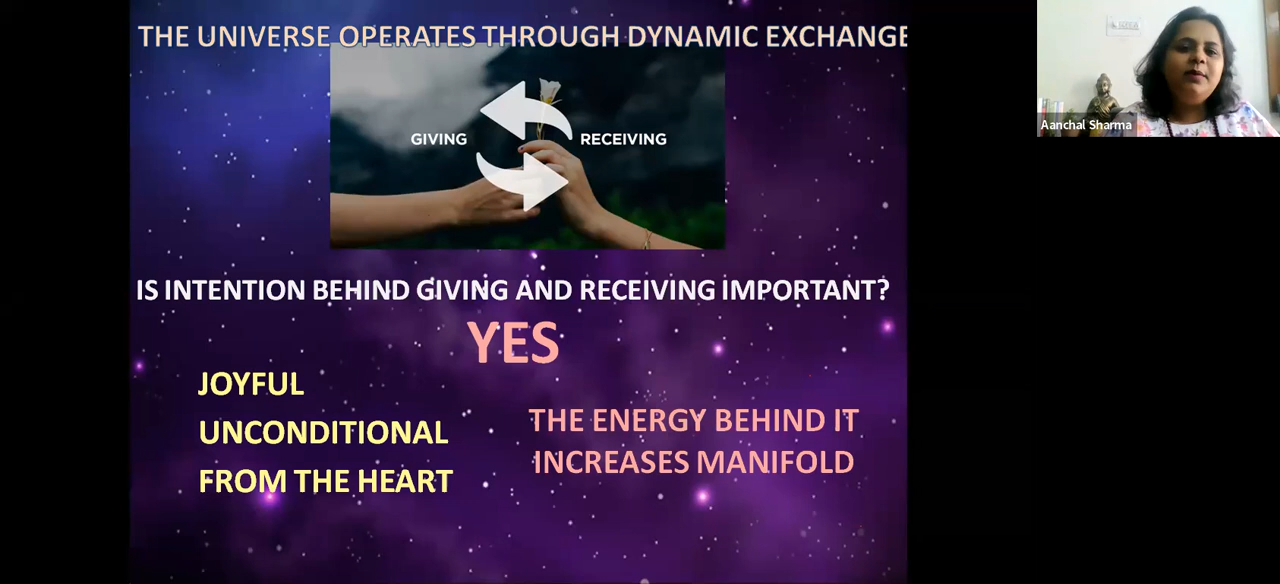 THE UNIVERSE OPERATES THROUGH DYNAMIC EXCHANGE
GIVING
RECEIVING
IS INTENTION BEHIND GIVING AND RECEIVING IMPORTANT?
YES
JOYFUL
UNCONDITIONAL
FROM THE HEART
THE ENERGY BEHIND IT
INCREASES MANIFOLD
Aanchal Sharma